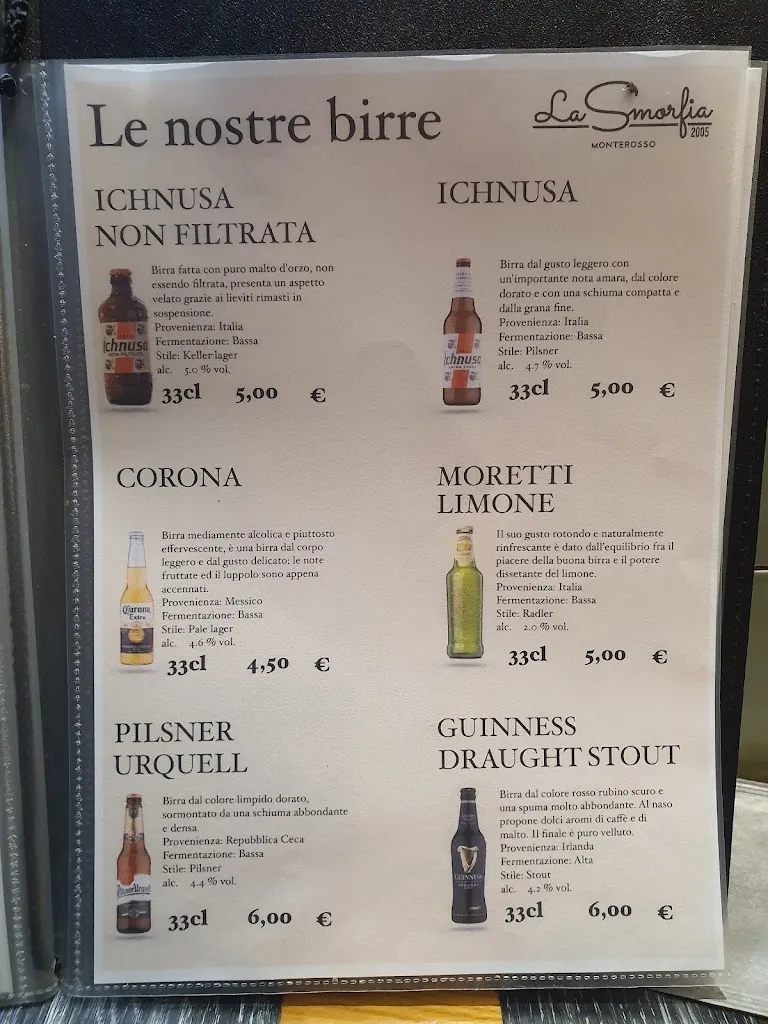 Le nostre birre
La Smorfia
2005
MONTEROSSO
ICHNUSA
NON FILTRATA
Birra fatta con puro malto d'orzo, non
essendo filtrata, presenta un aspetto
velato grazie ai lieviti rimasti in
sospensione.
Provenienza: Italia
Fermentazione: Bassa
Stile: Keller lager
alc. 5.0 % vol.
33cl 5,00 €
Ichnusa
NON FILTRATA
ICHNUSA
Birra dal gusto leggero con
un'importante nota amara, dal colore
dorato e con una schiuma compatta e
dalla grana fine.
Provenienza: Italia
Fermentazione: Bassa
Stile: Pilsner
alc. 4.7 % vol.
33cl 5,00 €
Ichnusa
CORONA
Birra mediamente alcolica e piuttosto
effervescente, è una birra dal corpo
leggero e dal gusto delicato; le note
fruttate ed il luppolo sono appena
accennati.
Provenienza: Messico
Fermentazione: Bassa
Stile: Pale lager
alc. 4.6 % vol.
33cl 4,50 €
Corona
Extra
MORETTI
LIMONE
Il suo gusto rotondo e naturalmente
rinfrescante è dato dall'equilibrio fra il
piacere della buona birra e il potere
dissetante del limone.
Provenienza: Italia
Fermentazione: Bassa
Stile: Radler
alc. 2.0 % vol.
33cl 5,00 €
PILSNER
URQUELL
Birra dal colore limpido dorato,
sormontato da una schiuma abbondante
e densa.
Provenienza: Repubblica Ceca
Fermentazione: Bassa
Stile: Pilsner
alc. 4.4 % vol.
33cl 6,00 €
Pilsner Urquell
GUINNESS
DRAUGHT STOUT
Birra dal colore rosso rubino scuro e
una spuma molto abbondante. Al naso
propone dolci aromi di caffè e di
malto. Il finale è puro velluto.
Provenienza: Irlanda
Fermentazione: Alta
Stile: Stout
alc. 4.2 % vol.
33cl 6,00 €
GUINNESS
DRAUGHT